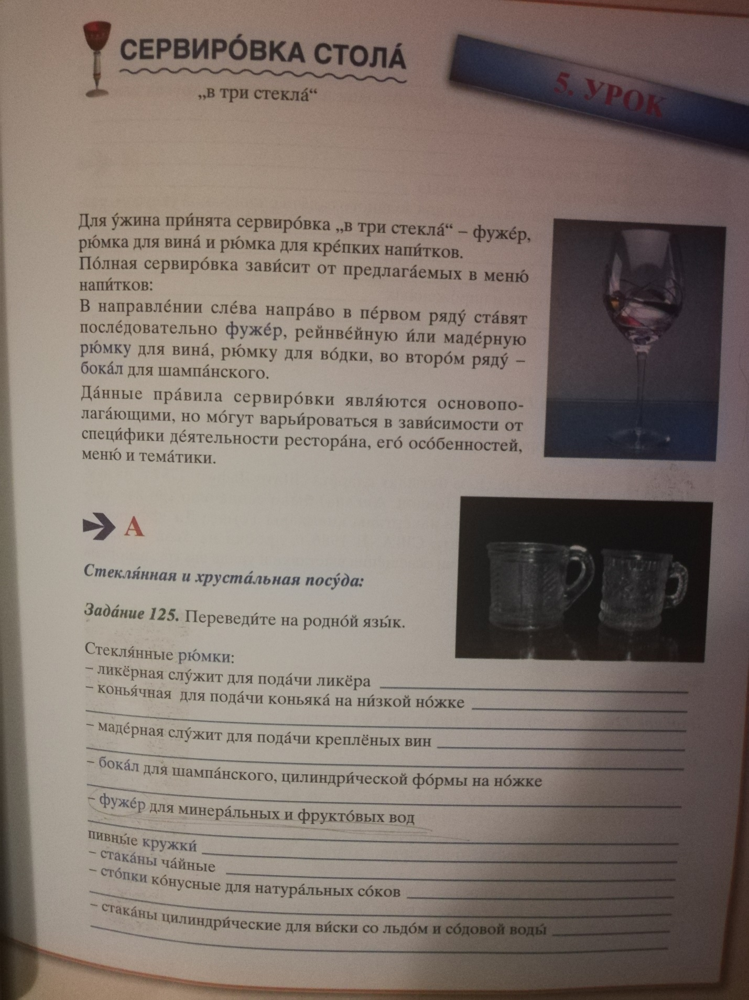 СЕРВИРО́ВКА СТОЛА́
„в три стекла́“
5. УРОК
Для у́жина при́нята сервиро́вка „в три стекла́“ – фуже́р,
рю́мка для вина́ и рю́мка для кре́пких напи́тков.
По́лная сервиро́вка зави́сит от предлага́емых в меню́
напи́тков:
В направле́нии сле́ва напра́во в пе́рвом ряду́ ста́вят
после́довательно фуже́р, рейнве́йную и́ли маде́рную
рю́мку для вина́, рю́мку для во́дки, во второ́м ряду́ –
бока́л для шампа́нского.
Да́нные пра́вила сервиро́вки явля́ются основопо-
лага́ющими, но мо́гут варьи́роваться в зави́симости от
специ́фики де́ятельности рестора́на, его́ осо́бенностей,
меню́ и тема́тики.
А
Стекля́нная и хруста́льная посу́да:
Зада́ние 125. Переведи́те на родно́й язы́к.
Стекля́нные рю́мки:
– ликёрная слу́жит для пода́чи ликёра
– конья́чная для пода́чи коньяка́ на ни́зкой но́жке
– маде́рная слу́жит для пода́чи креплёных вин
– бока́л для шампа́нского, цилиндри́ческой фо́рмы на но́жке
– фуже́р для минера́льных и фрукто́вых вод
пивны́е кружки́
– стака́ны ча́йные
– сто́пки ко́нусные для натура́льных со́ков
– стака́ны цилиндри́ческие для ви́ски со льдо́м и со́довой воды́